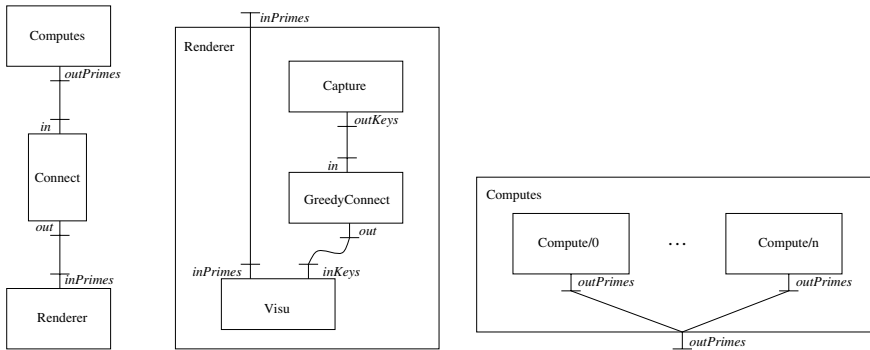 Computes
outPrimes
in
Connect
out
inPrimes
Renderer
inPrimes
Renderer
Capture
outKeys
in
GreedyConnect
out
inPrimes
inKeys
Visu
Computes
Compute/0
...
Compute/n
outPrimes
outPrimes
outPrimes